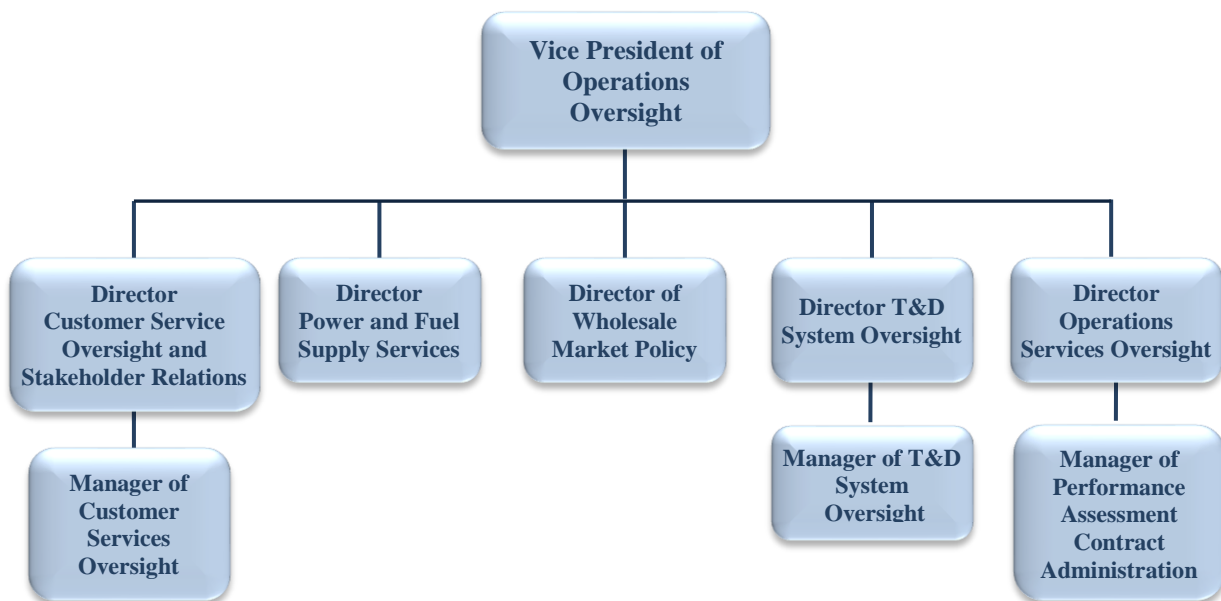 Vice President of
Operations
Oversight
Director
Customer Service
Oversight and
Stakeholder Relations
Director
Power and Fuel
Supply Services
Director of
Wholesale
Market Policy
Director T&D
System Oversight
Director
Operations
Services Oversight
Manager of
Customer
Services
Oversight
Manager of T&D
System
Oversight
Manager of
Performance
Assessment
Contract
Administration